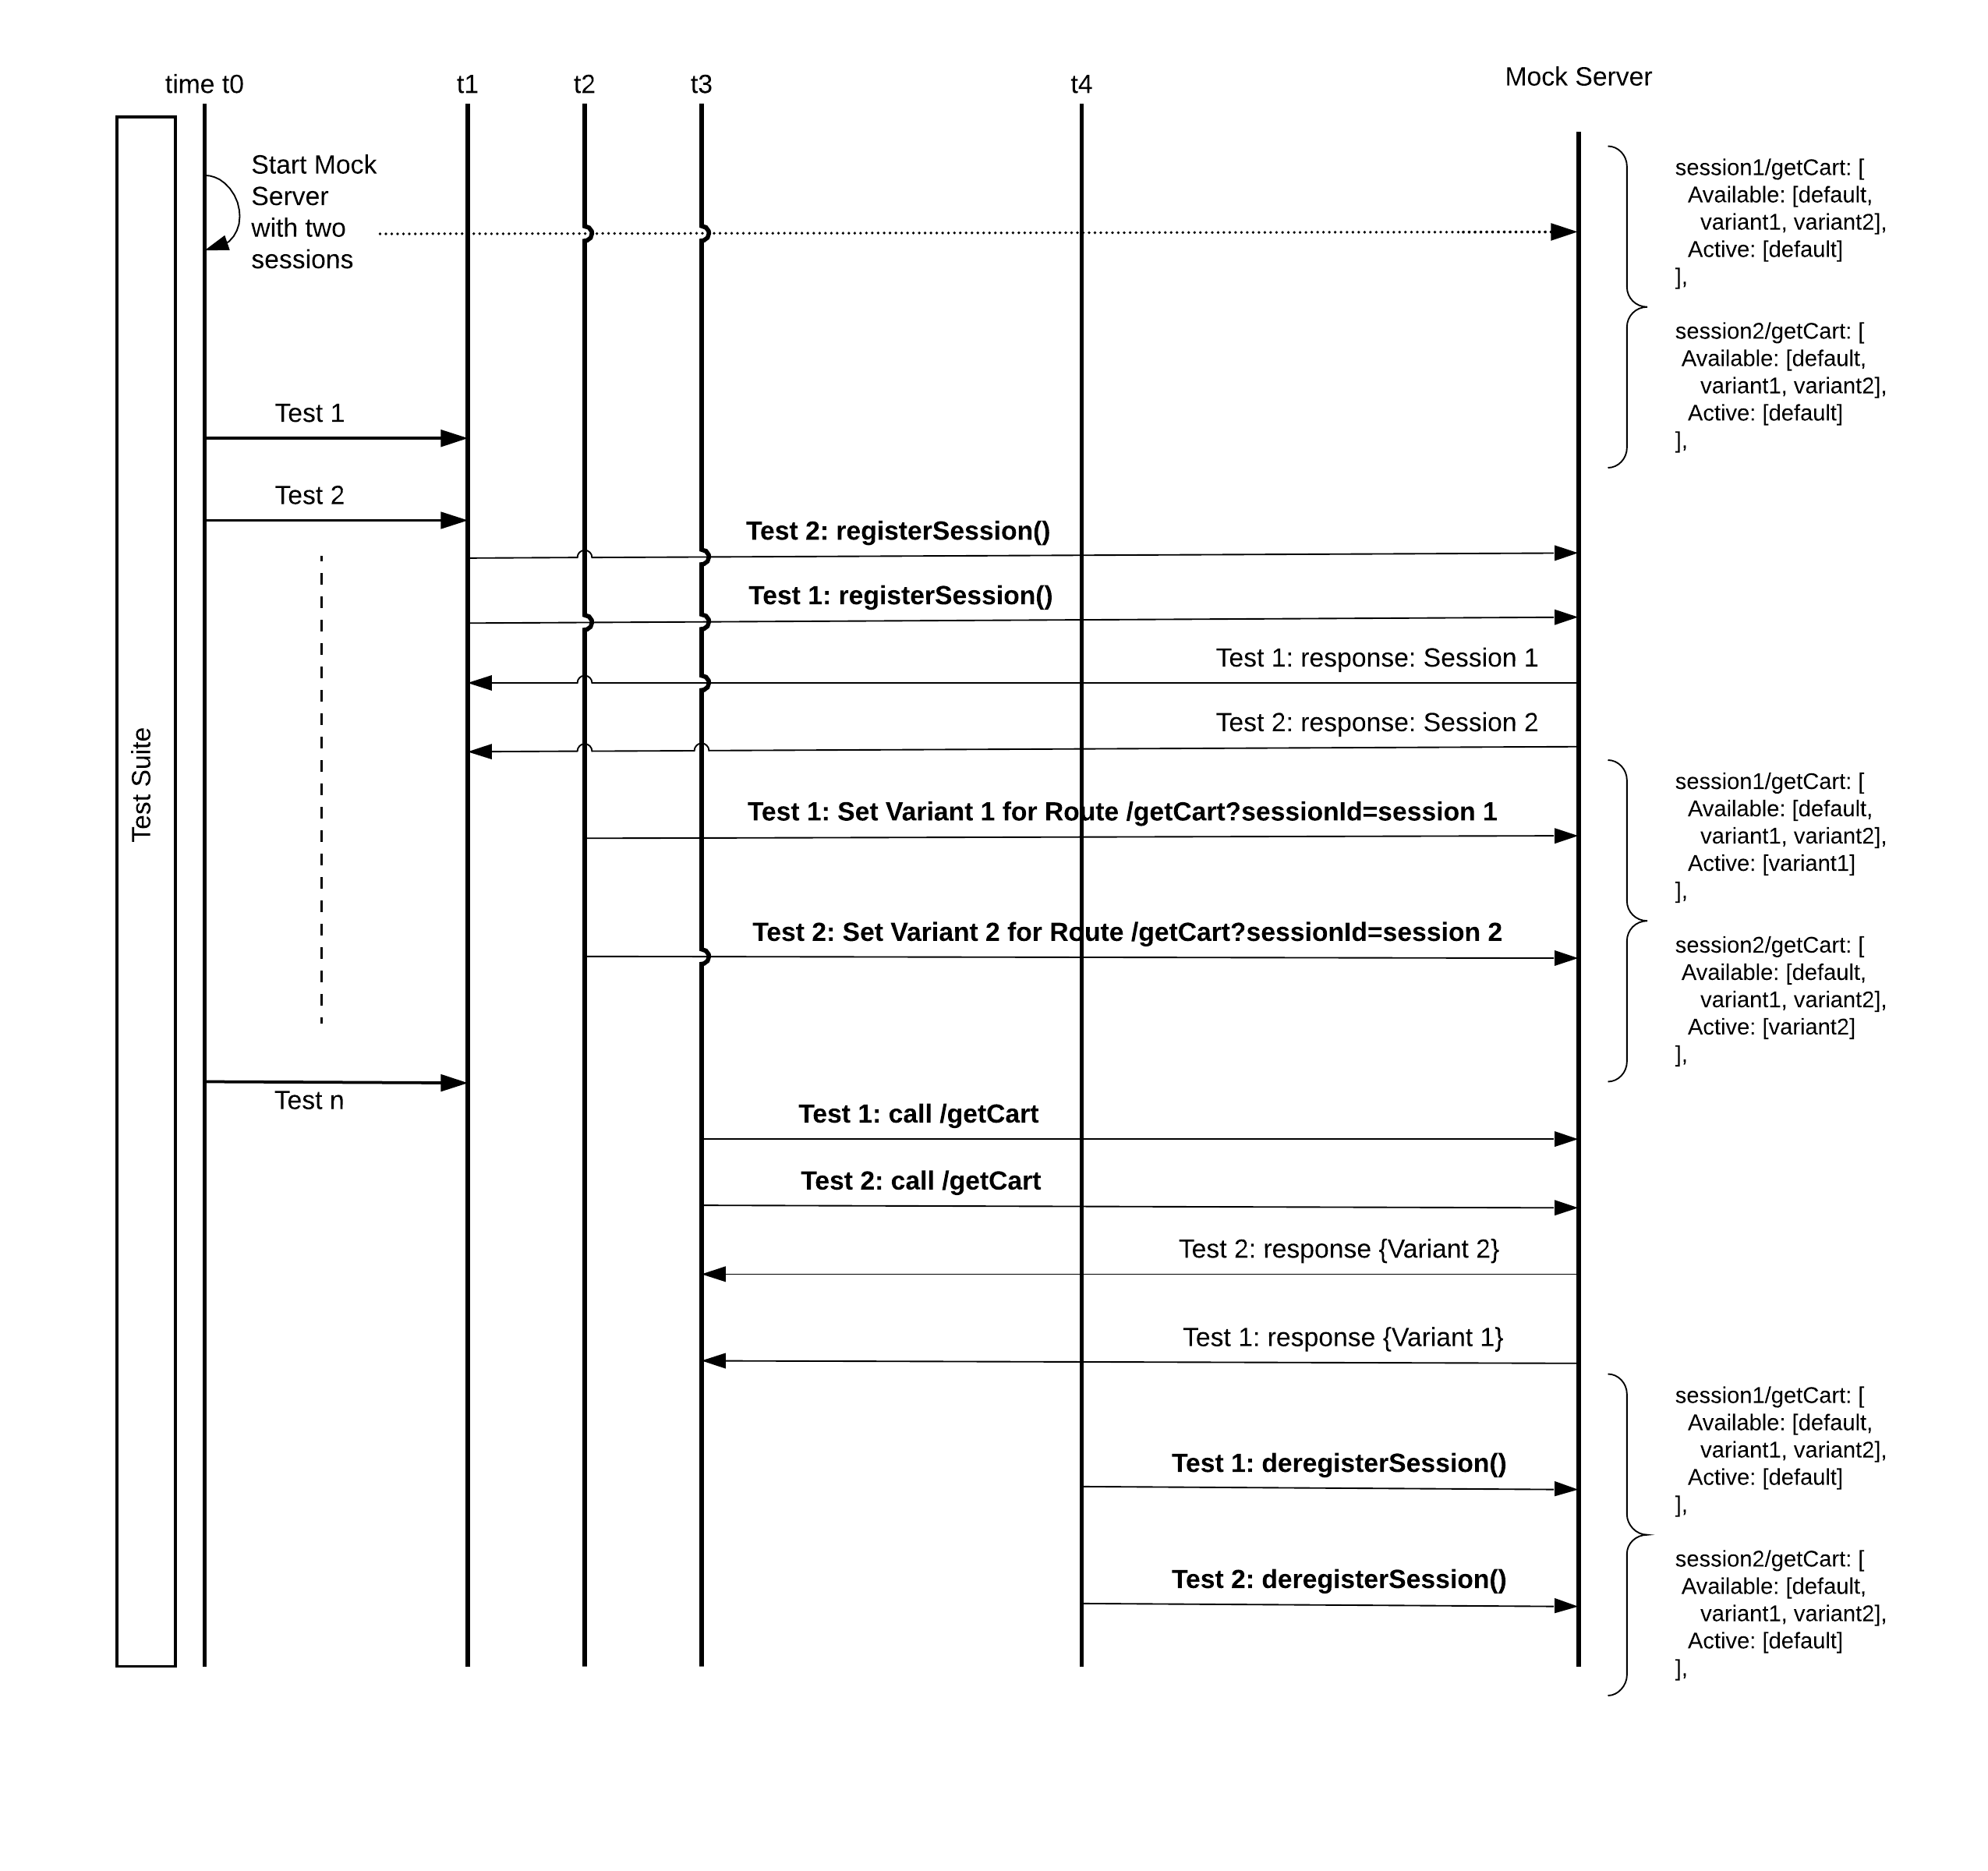 time t0
t1
t2
t3
t4
Mock Server
Start Mock
Server
with two
sessions
session1/getCart: [
Available: [default,
variant1, variant2],
Active: [default]
],
session2/getCart: [
Available: [default,
variant1, variant2],
Active: [default]
],
Test 1
Test 2
Test 2: registerSession()
Test 1: registerSession()
Test 1: response: Session 1
Test 2: response: Session 2
Test Suite
Test 1: Set Variant 1 for Route /getCart?sessionId=session 1
Test 2: Set Variant 2 for Route /getCart?sessionId=session 2
session1/getCart: [
Available: [default,
variant1, variant2],
Active: [variant1]
],
session2/getCart: [
Available: [default,
variant1, variant2],
Active: [variant2]
],
Test n
Test 1: call /getCart
Test 2: call /getCart
Test 2: response {Variant 2}
Test 1: response {Variant 1}
Test 1: deregisterSession()
Test 2: deregisterSession()
session1/getCart: [
Available: [default,
variant1, variant2],
Active: [default]
],
session2/getCart: [
Available: [default,
variant1, variant2],
Active: [default]
],